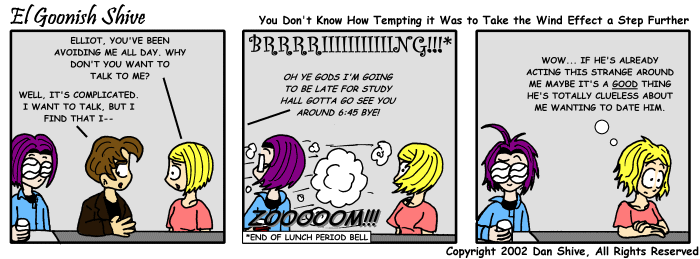 El Goonish Shive
You Don't Know How Tempting it Was to Take the Wind Effect a Step Further
ELLIOT, YOU'VE BEEN
AVOIDING ME ALL DAY. WHY
DON'T YOU WANT TO
TALK TO ME?
WELL, IT'S COMPLICATED.
I WANT TO TALK, BUT I
FIND THAT I--
BRRRRIIIIIIIIIIING!!!*
OH YE GODS I'M GOING
TO BE LATE FOR STUDY
HALL GOTTA GO SEE YOU
AROUND 6:45 BYE!
ZOOOOOM!!!
*END OF LUNCH PERIOD BELL
WOW... IF HE'S ALREADY
ACTING THIS STRANGE AROUND
ME MAYBE IT'S A GOOD THING
HE'S TOTALLY CLUELESS ABOUT
ME WANTING TO DATE HIM.
Copyright 2002 Dan Shive, All Rights Reserved